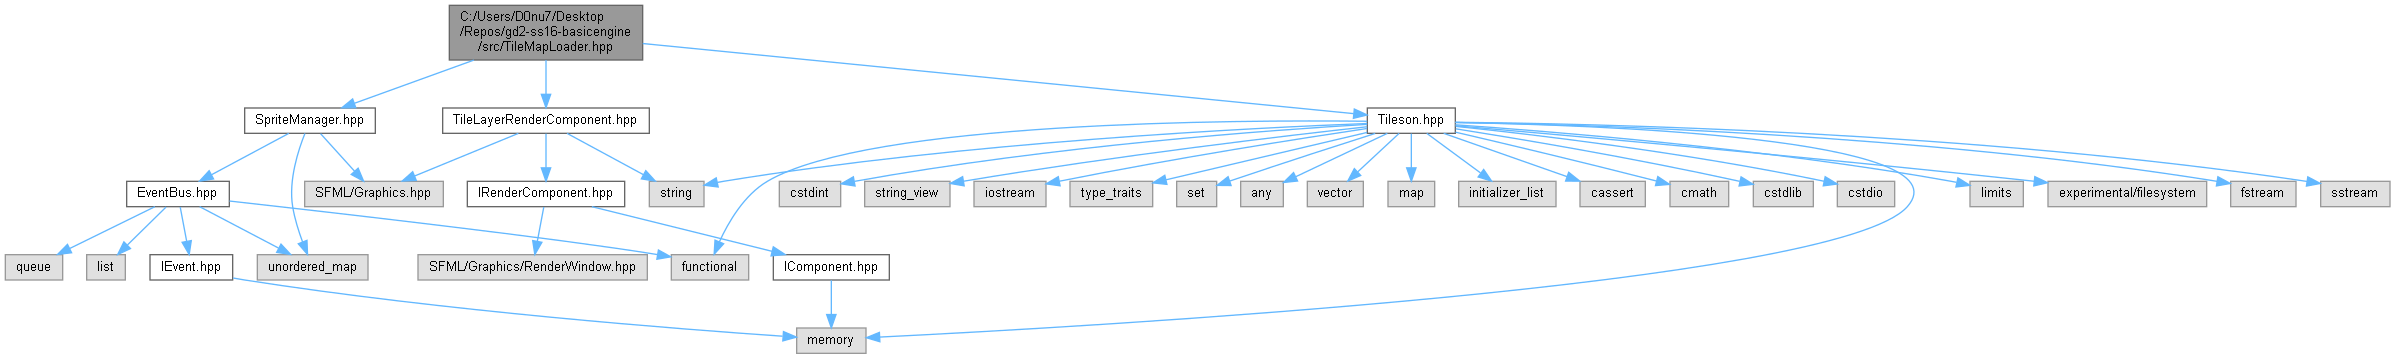 C:/Users/D0nu7/Desktop
/Repos/gd2-ss16-basicengine
/src/TileMapLoader.hpp
SpriteManager.hpp
TileLayerRenderComponent.hpp
Tileson.hpp
EventBus.hpp
SFML/Graphics.hpp
IRenderComponent.hpp
string
cstdint
string_view
iostream
type_traits
set
any
vector
map
initializer_list
cassert
cmath
cstdlib
cstdio
limits
experimental/filesystem
fstream
sstream
queue
list
IEvent.hpp
unordered_map
SFML/Graphics/RenderWindow.hpp
functional
IComponent.hpp
memory